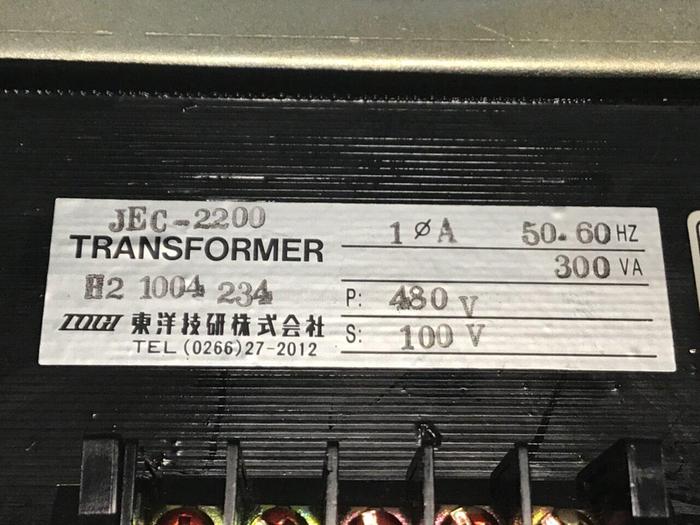 JEC-2200
TRANSFORMER
H2 1004 234
TOGI 東洋技研株式会社
TEL (0266)27-2012
1 ø A 50.60 HZ
300 VA
P: 480 V
S: 100 V